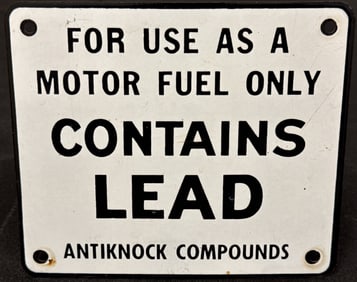 FOR USE AS A
MOTOR FUEL ONLY
CONTAINS
LEAD
ANTIKNOCK COMPOUNDS